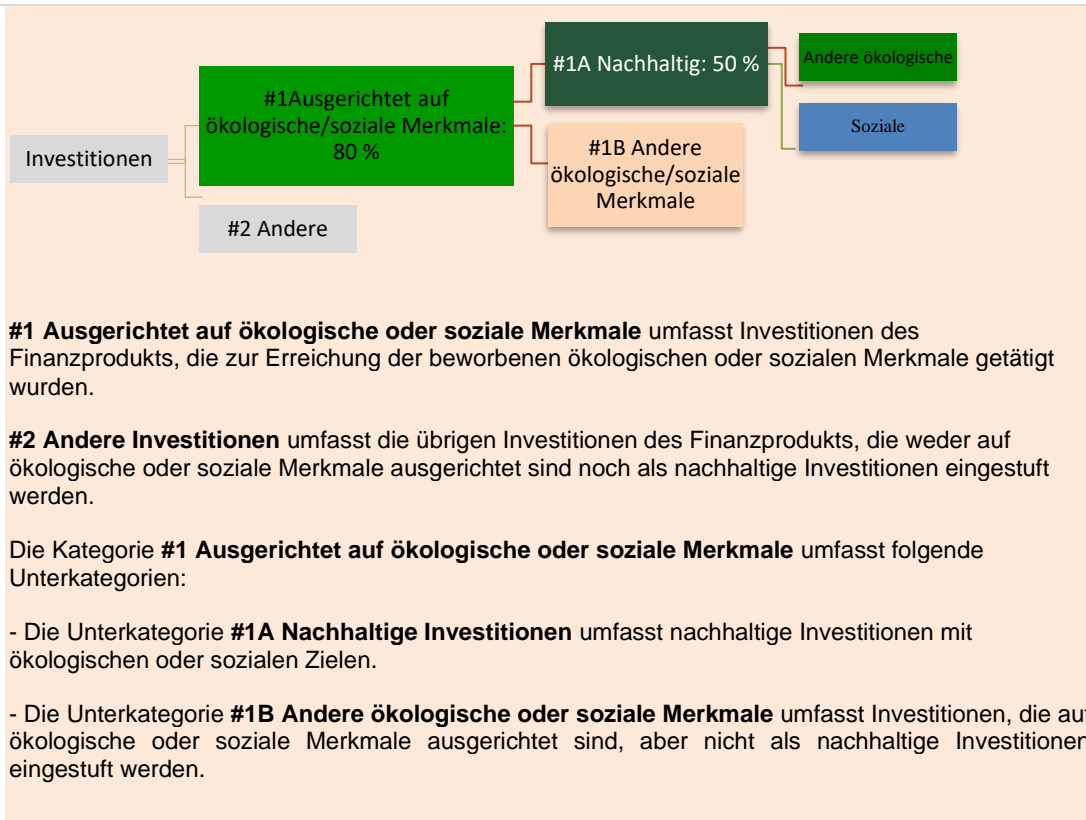 Investitionen
#1Ausgerichtet auf
ökologische/soziale Merkmale:
80 %
#2 Andere
#1A Nachhaltig: 50 %
#1B Andere
ökologische/soziale
Merkmale
Andere ökologische
Soziale
#1 Ausgerichtet auf ökologische oder soziale Merkmale umfasst Investitionen des
Finanzprodukts, die zur Erreichung der beworbenen ökologischen oder sozialen Merkmale getätigt
wurden.
#2 Andere Investitionen umfasst die übrigen Investitionen des Finanzprodukts, die weder auf
ökologische oder soziale Merkmale ausgerichtet sind noch als nachhaltige Investitionen eingestuft
werden.
Die Kategorie #1 Ausgerichtet auf ökologische oder soziale Merkmale umfasst folgende
Unterkategorien:
- Die Unterkategorie #1A Nachhaltige Investitionen umfasst nachhaltige Investitionen mit
ökologischen oder sozialen Zielen.
- Die Unterkategorie #1B Andere ökologische oder soziale Merkmale umfasst Investitionen, die auf
ökologische oder soziale Merkmale ausgerichtet sind, aber nicht als nachhaltige Investitionen
eingestuft werden.